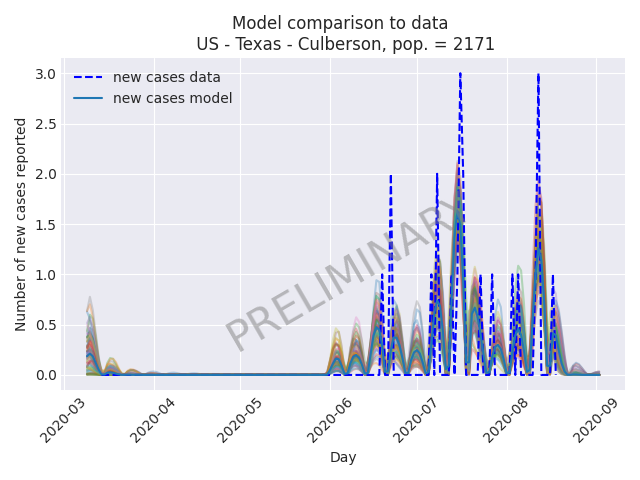 Model comparison to data
US - Texas - Culberson, pop. = 2171
new cases data
new cases model
3.0
2.5
2.0
1.5
1.0
0.5
0.0
Number of new cases reported
PRELIMINARY
2020-03
2020-04
2020-05
2020-06
2020-07
2020-08
2020-09
Day